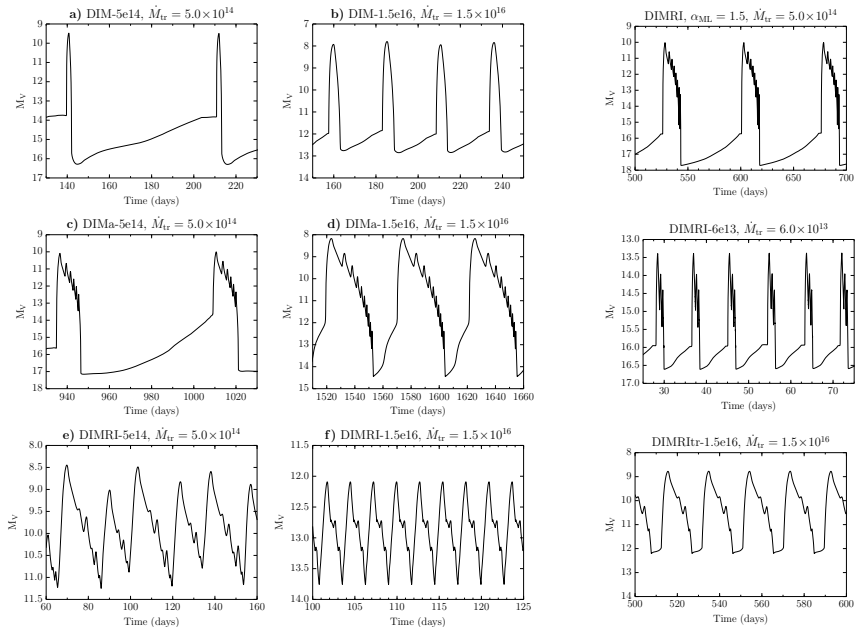 a) DIM-5e14, Ṁtr = 5.0×10^14
M_V
9
10
11
12
13
14
15
16
17
140 160 180 200 220
Time (days)
b) DIM-1.5e16, Ṁtr = 1.5×10^16
M_V
7
8
9
10
11
12
13
14
160 180 200 220 240
Time (days)
DIMRI, α_ML = 1.5, Ṁtr = 5.0×10^14
M_V
9
10
11
12
13
14
15
16
17
18
500 550 600 650 700
Time (days)
c) DIMa-5e14, Ṁtr = 5.0×10^14
M_V
9
10
11
12
13
14
15
16
17
18
940 960 980 1000 1020
Time (days)
d) DIMa-1.5e16, Ṁtr = 1.5×10^16
M_V
8
9
10
11
12
13
14
15
1520 1540 1560 1580 1600 1620 1640 1660
Time (days)
DIMRI-6e13, Ṁtr = 6.0×10^13
M_V
13.0
13.5
14.0
14.5
15.0
15.5
16.0
16.5
17.0
30 40 50 60 70
Time (days)
e) DIMRI-5e14, Ṁtr = 5.0×10^14
M_V
8.0
8.5
9.0
9.5
10.0
10.5
11.0
11.5
60 80 100 120 140 160
Time (days)
f) DIMRI-1.5e16, Ṁtr = 1.5×10^16
M_V
11.5
12.0
12.5
13.0
13.5
14.0
100 105 110 115 120 125
Time (days)
DIMRItr-1.5e16, Ṁtr = 1.5×10^16
M_V
8
9
10
11
12
13
14
500 520 540 560 580 600
Time (days)